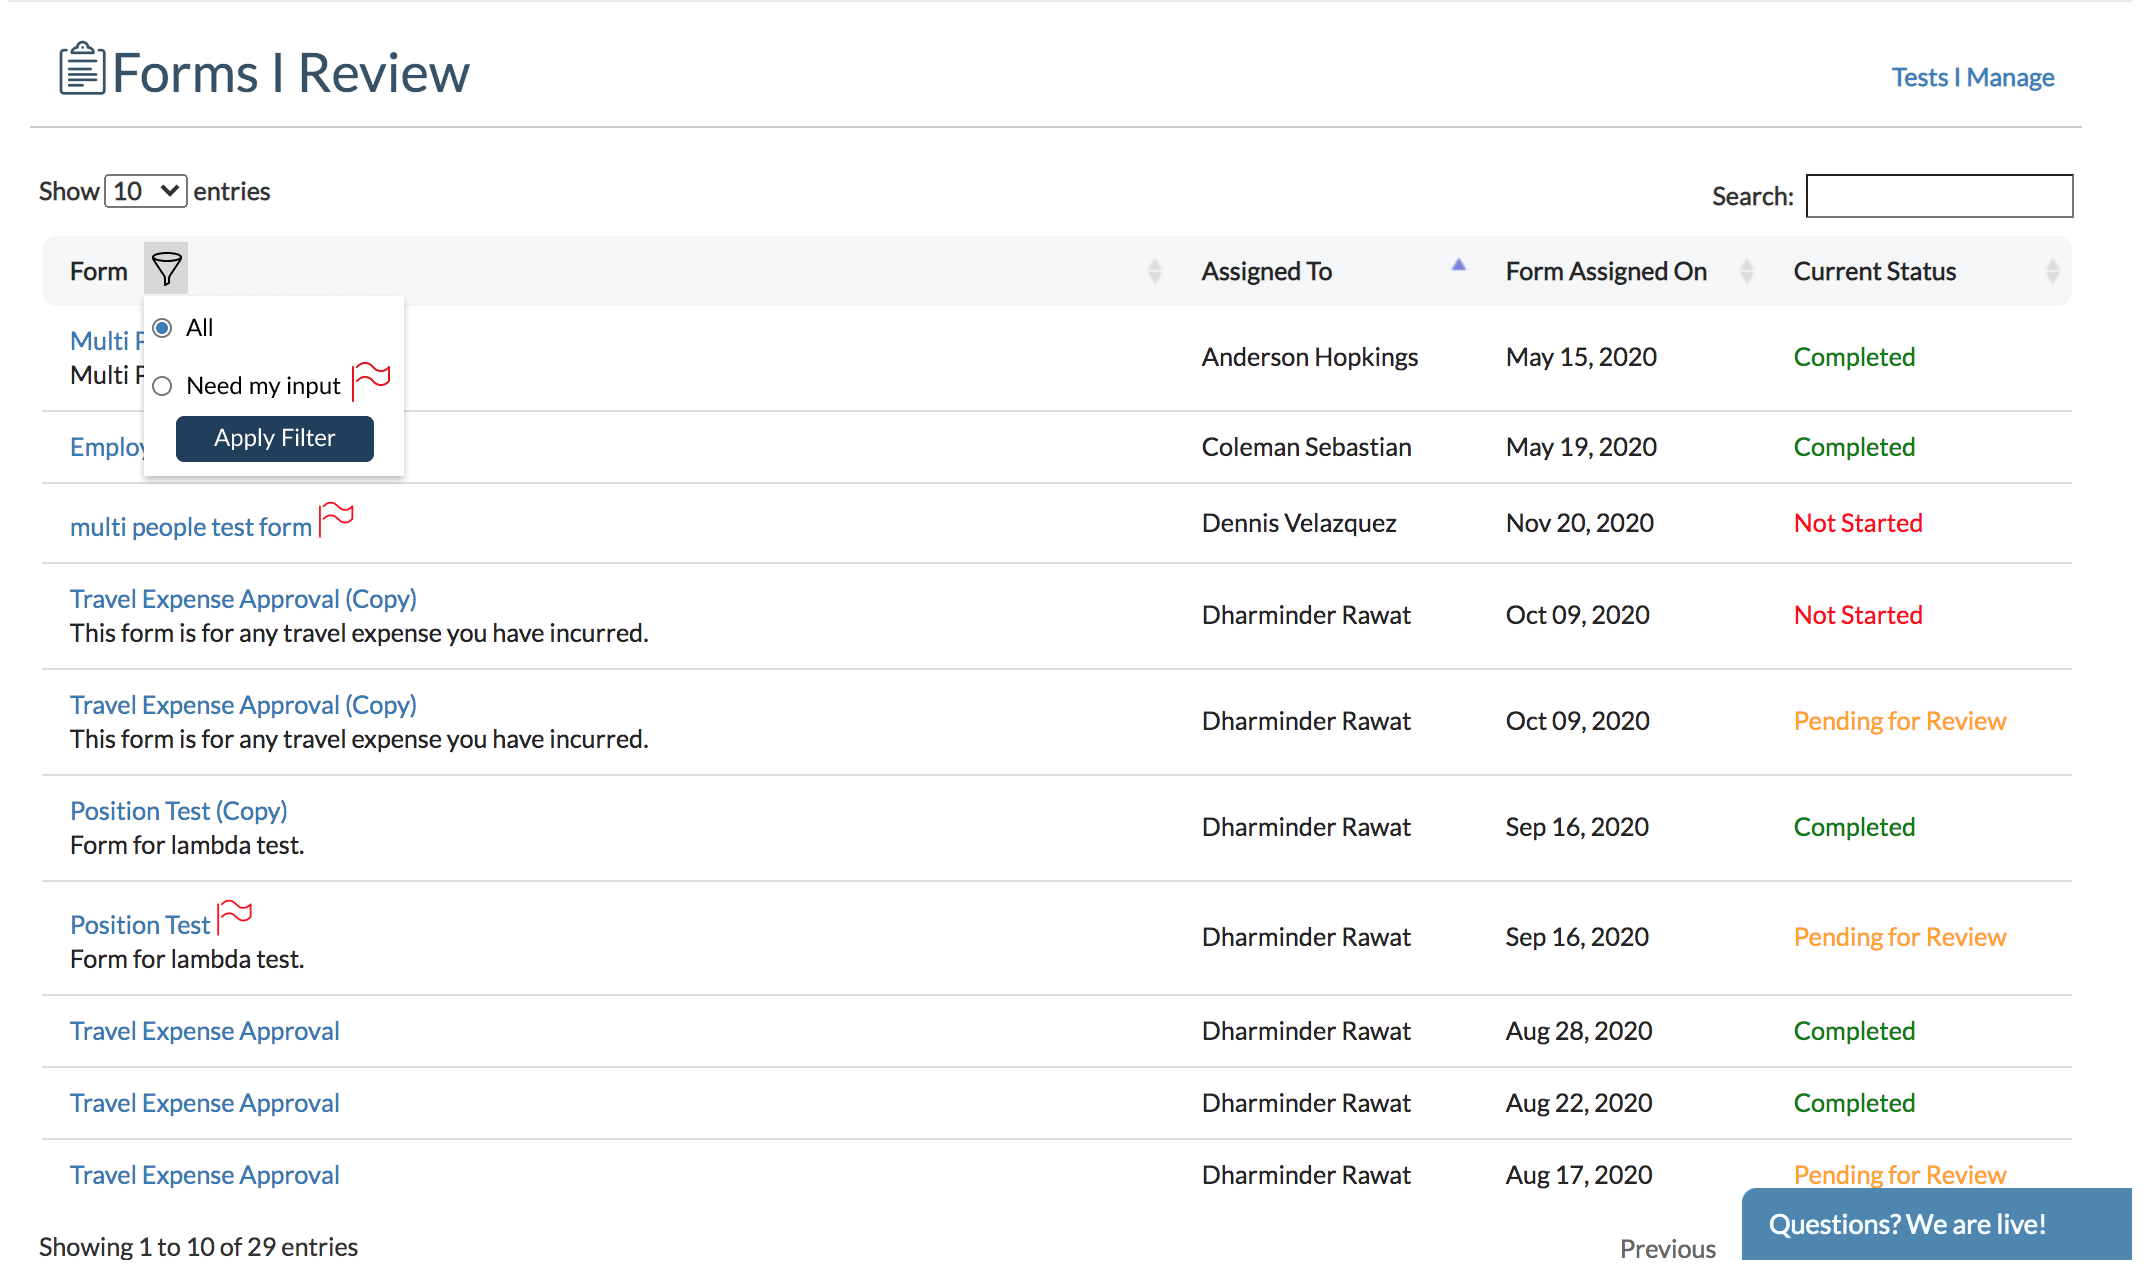 Forms I Review
Tests I Manage
Show 10 entries
Search:
Form Assigned To Form Assigned On Current Status
All
Need my input
Apply Filter
Multi
Multi
Anderson Hopkings May 15, 2020 Completed
Coleman Sebastian May 19, 2020 Completed
multi people test form Dennis Velazquez Nov 20, 2020 Not Started
Travel Expense Approval (Copy)
This form is for any travel expense you have incurred.
Dharminder Rawat Oct 09, 2020 Not Started
Travel Expense Approval (Copy)
This form is for any travel expense you have incurred.
Dharminder Rawat Oct 09, 2020 Pending for Review
Position Test (Copy)
Form for lambda test.
Dharminder Rawat Sep 16, 2020 Completed
Position Test
Form for lambda test.
Dharminder Rawat Sep 16, 2020 Pending for Review
Travel Expense Approval Dharminder Rawat Aug 28, 2020 Completed
Travel Expense Approval Dharminder Rawat Aug 22, 2020 Completed
Travel Expense Approval Dharminder Rawat Aug 17, 2020 Pending for Review
Questions? We are live!
Showing 1 to 10 of 29 entries
Previous